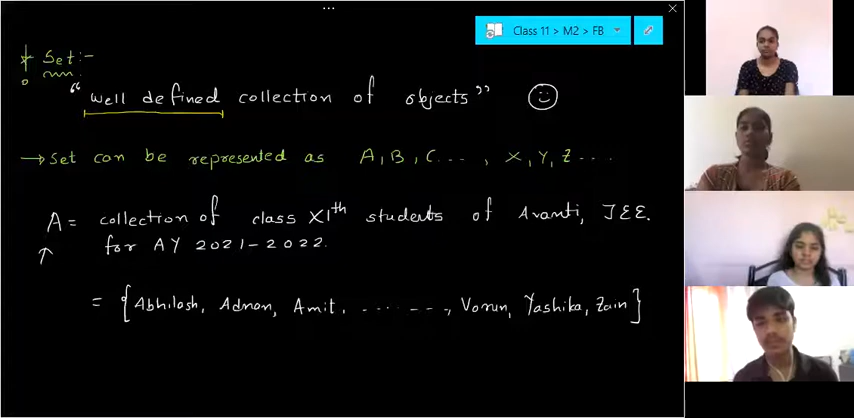 ...
Class 11 > M2 > FB
* Set:-
"well defined collection of objects"
→ Set can be represented as A, B, C...., X, Y, Z....
A = collection of class XIth students of Avanti, JEE.
for AY 2021-2022.
= {Abhilash, Adnan, Amit, ........, Varun, Yashika, Zain}